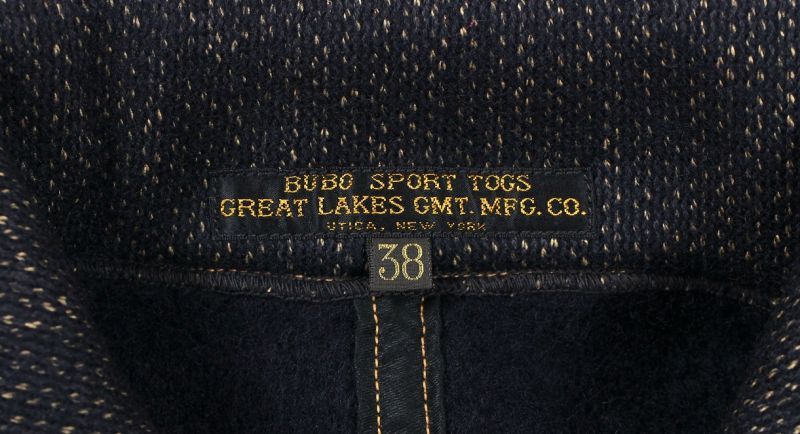 BUBO SPORT TOGS
GREAT LAKES GMT. MFG. CO.
UTICA, NEW YORK
38